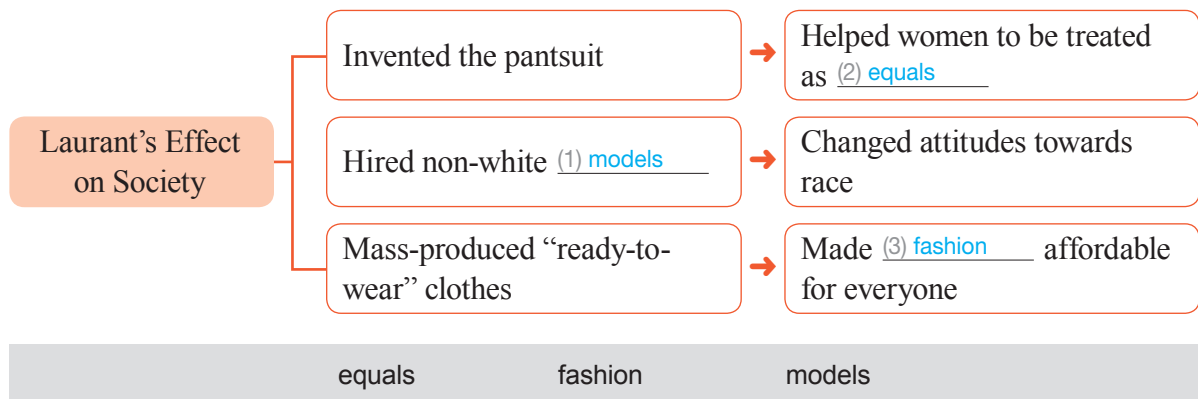 Laurant's Effect
on Society
Invented the pantsuit
Helped women to be treated
as (2) equals
Hired non-white (1) models
Changed attitudes towards
race
Mass-produced “ready-to-
wear” clothes
Made (3) fashion affordable
for everyone
equals fashion models